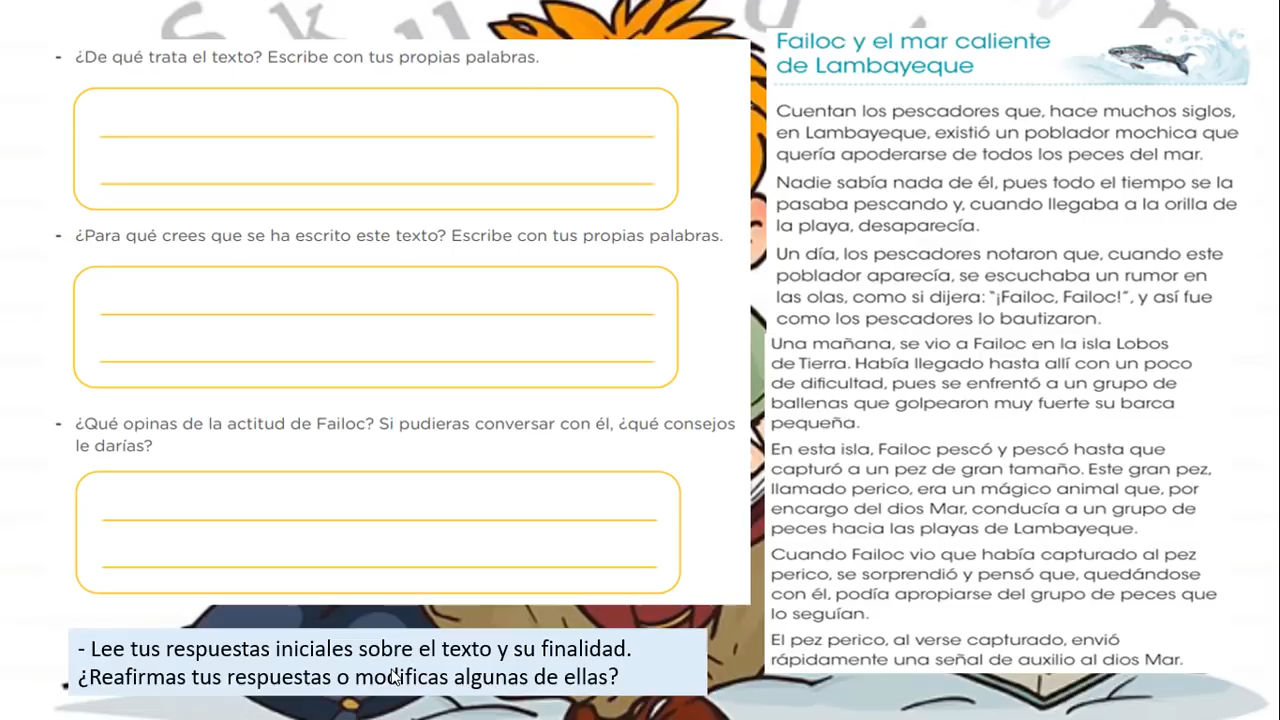 - ¿De qué trata el texto? Escribe con tus propias palabras.
- ¿Para qué crees que se ha escrito este texto? Escribe con tus propias palabras.
- ¿Qué opinas de la actitud de Failoc? Si pudieras conversar con él, ¿qué consejos
le darías?
- Lee tus respuestas iniciales sobre el texto y su finalidad.
¿Reafirmas tus respuestas o modificas algunas de ellas?
Failoc y el mar caliente
de Lambayeque
Cuentan los pescadores que, hace muchos siglos,
en Lambayeque, existió un poblador mochica que
quería apoderarse de todos los peces del mar.
Nadie sabía nada de él, pues todo el tiempo se la
pasaba pescando y, cuando llegaba a la orilla de
la playa, desaparecía.
Un día, los pescadores notaron que, cuando este
poblador aparecía, se escuchaba un rumor en
las olas, como si dijera: “¡Failoc, Failoc!”, y así fue
como los pescadores lo bautizaron.
Una mañana, se vio a Failoc en la isla Lobos
de Tierra. Había llegado hasta allí con un poco
de dificultad, pues se enfrentó a un grupo de
ballenas que golpearon muy fuerte su barca
pequeña.
En esta isla, Failoc pescó y pescó hasta que
capturó a un pez de gran tamaño. Este gran pez,
llamado perico, era un mágico animal que, por
encargo del dios Mar, conducía a un grupo de
peces hacia las playas de Lambayeque.
Cuando Failoc vio que había capturado al pez
perico, se sorprendió y pensó que, quedándose
con él, podía apropiarse del grupo de peces que
lo seguían.
El pez perico, al verse capturado, envió
rápidamente una señal de auxilio al dios Mar.